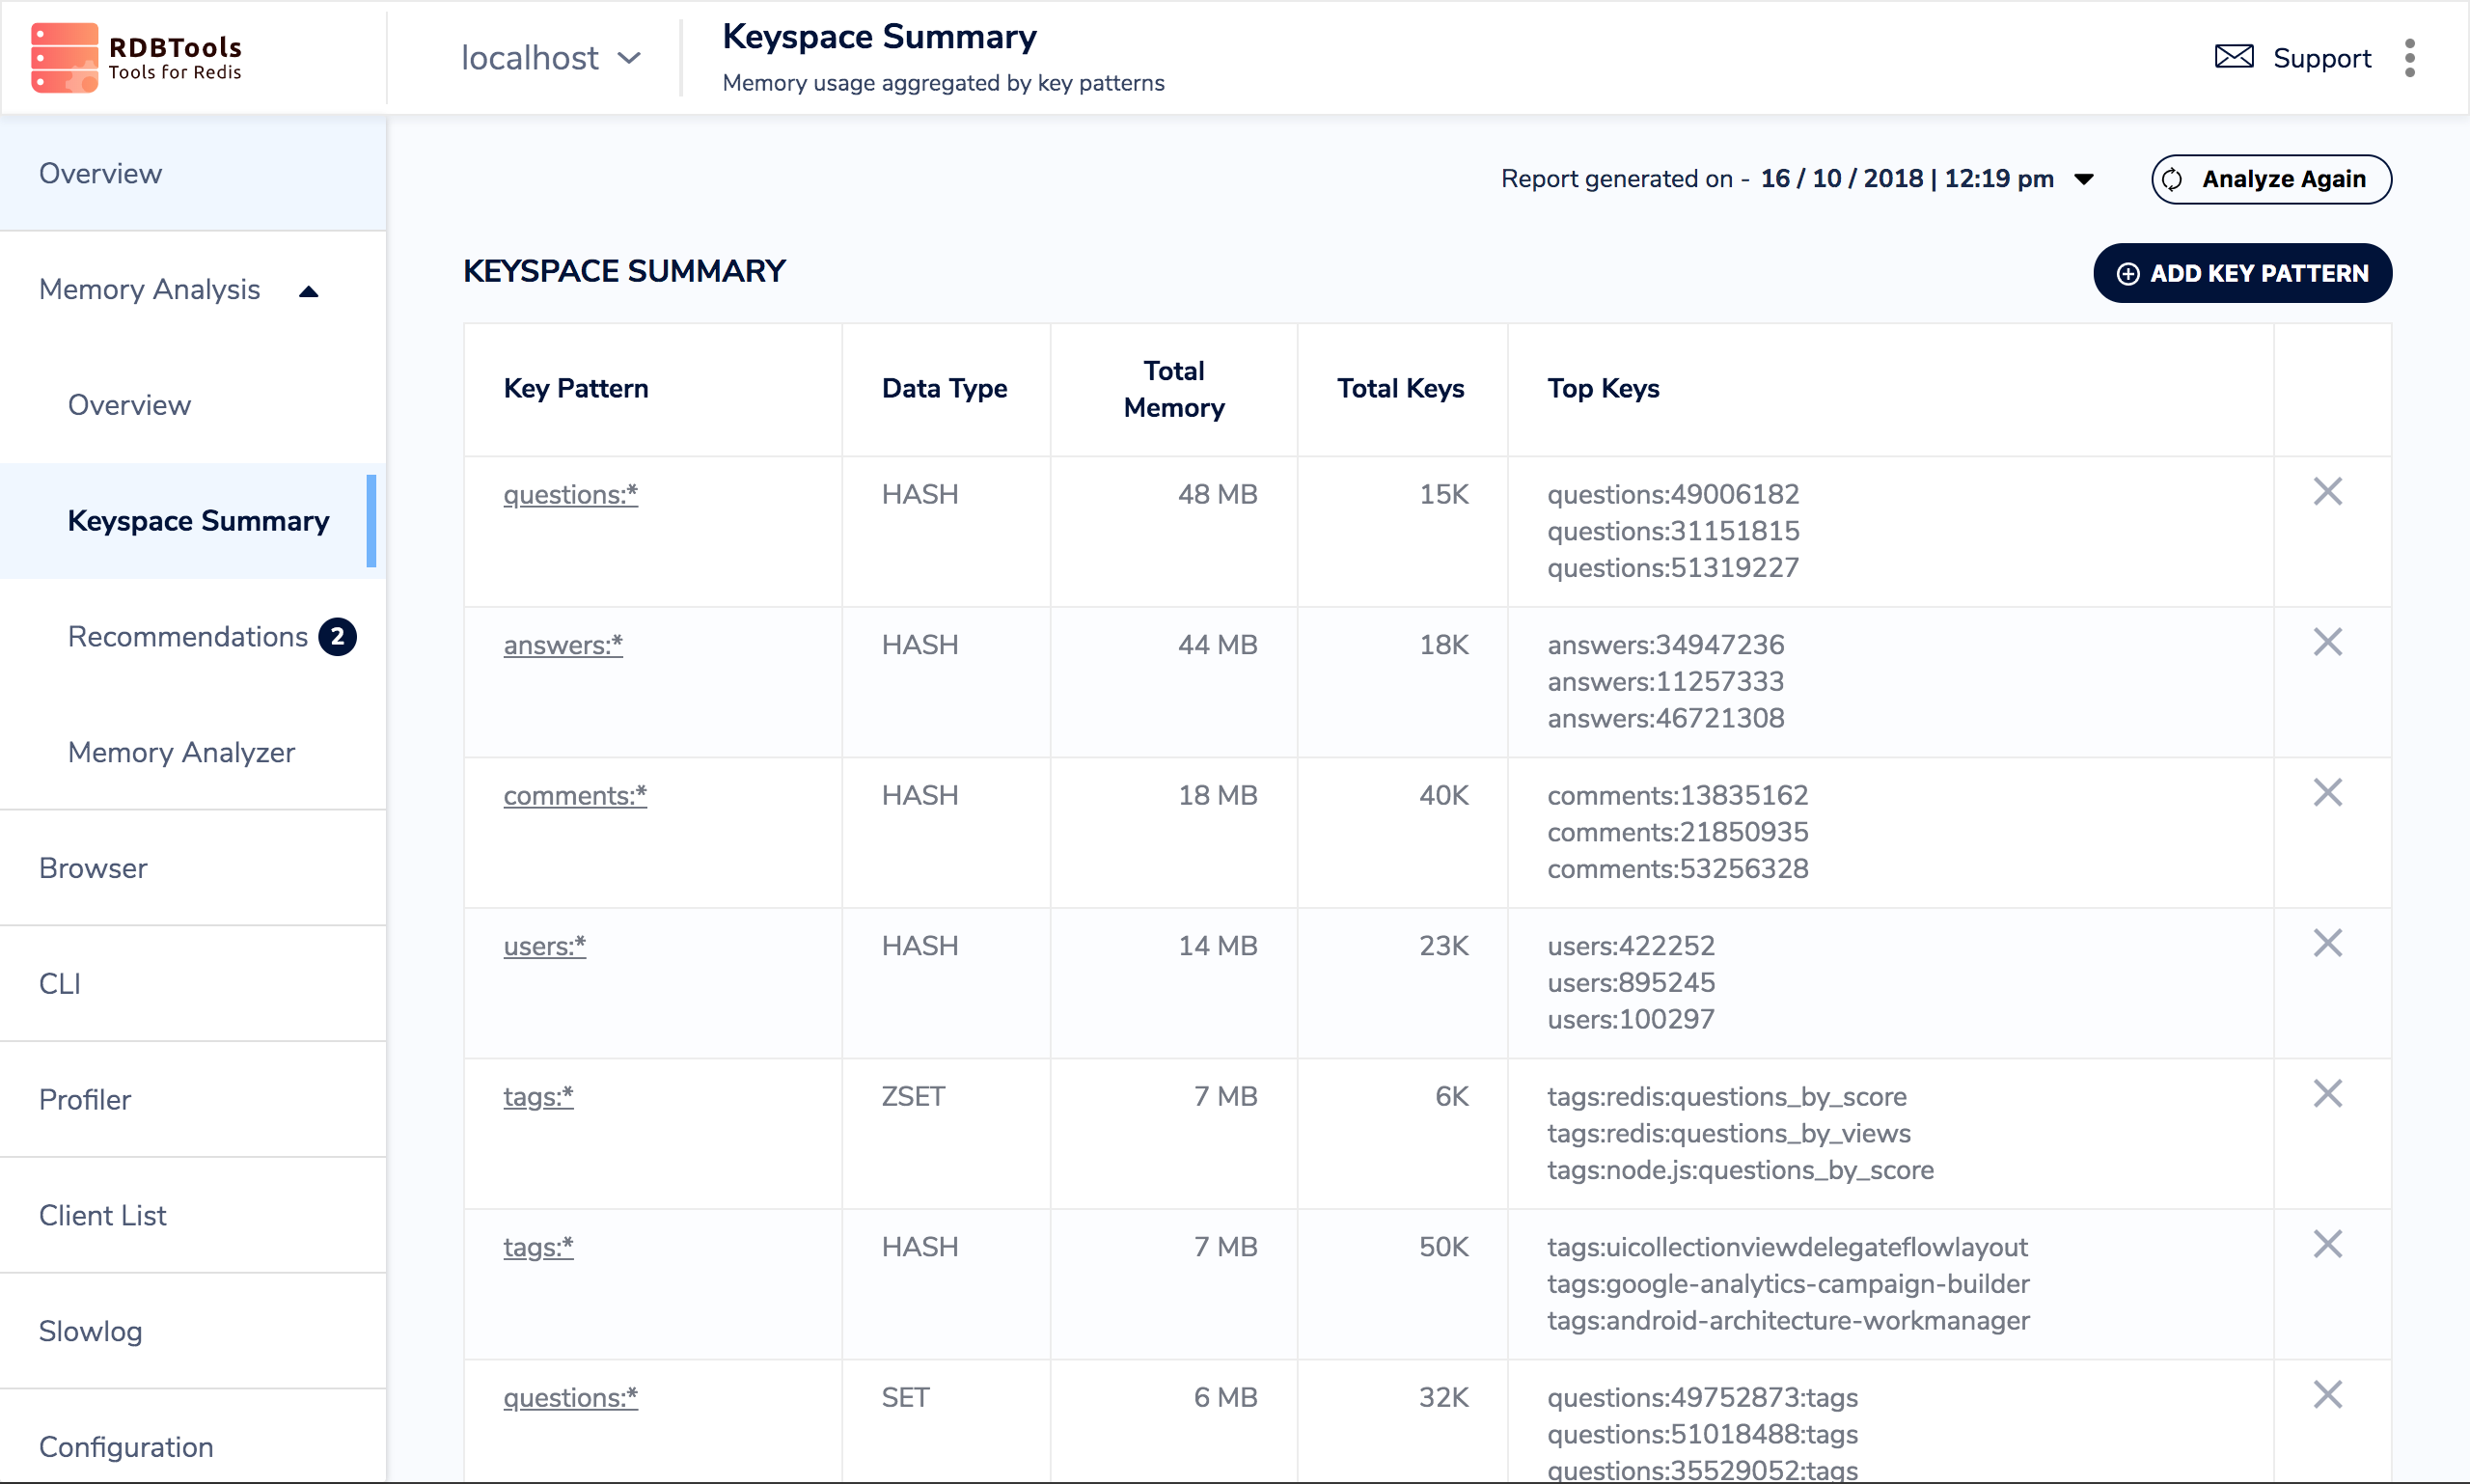 RDBTools
Tools for Redis
localhost
Keyspace Summary
Memory usage aggregated by key patterns
Support
Overview
Memory Analysis
Overview
Keyspace Summary
Recommendations 2
Memory Analyzer
Browser
CLI
Profiler
Client List
Slowlog
Configuration
Report generated on - 16 / 10 / 2018 | 12:19 pm
Analyze Again
KEYSPACE SUMMARY
ADD KEY PATTERN
Key Pattern Data Type Total Memory Total Keys Top Keys
questions:* HASH 48 MB 15K questions:49006182
questions:31151815
questions:51319227
answers:* HASH 44 MB 18K answers:34947236
answers:11257333
answers:46721308
comments:* HASH 18 MB 40K comments:13835162
comments:21850935
comments:53256328
users:* HASH 14 MB 23K users:422252
users:895245
users:100297
tags:* ZSET 7 MB 6K tags:redis:questions_by_score
tags:redis:questions_by_views
tags:node.js:questions_by_score
tags:* HASH 7 MB 50K tags:uicollectionviewdelegateflowlayout
tags:google-analytics-campaign-builder
tags:android-architecture-workmanager
questions:* SET 6 MB 32K questions:49752873:tags
questions:51018488:tags
questions:35529052:tags